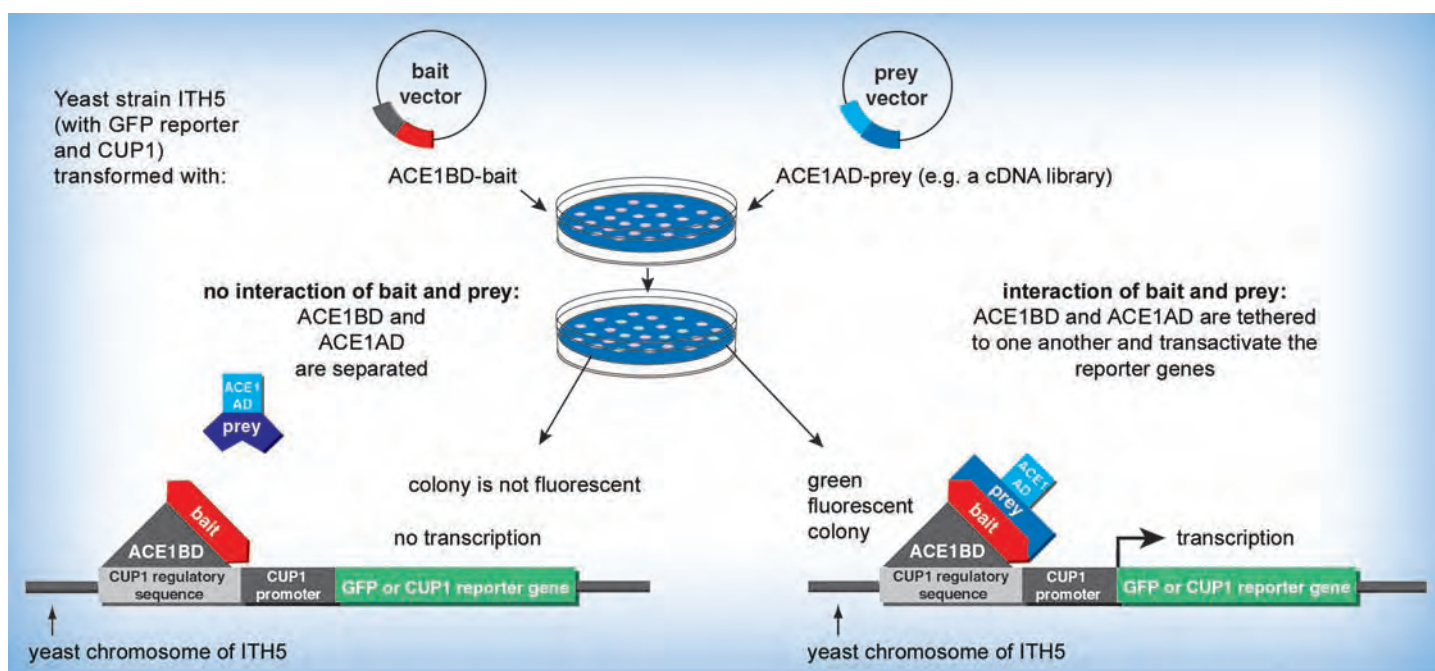 Yeast strain ITH5
(with GFP reporter
and CUP1)
transformed with:
bait
vector
ACE1BD-bait
prey
vector
ACE1AD-prey (e.g. a cDNA library)
no interaction of bait and prey:
ACE1BD and
ACE1AD
are separated
interaction of bait and prey:
ACE1BD and ACE1AD are tethered
to one another and transactivate the
reporter genes
ACE1
AD
prey
colony is not fluorescent
bait
ACE1BD
no transcription
CUP1 regulatory
sequence
CUP1
promoter
GFP or CUP1 reporter gene
yeast chromosome of ITH5
green
fluorescent
colony
ACE1
AD
prey
bait
ACE1BD
transcription
CUP1 regulatory
sequence
CUP1
promoter
GFP or CUP1 reporter gene
yeast chromosome of ITH5